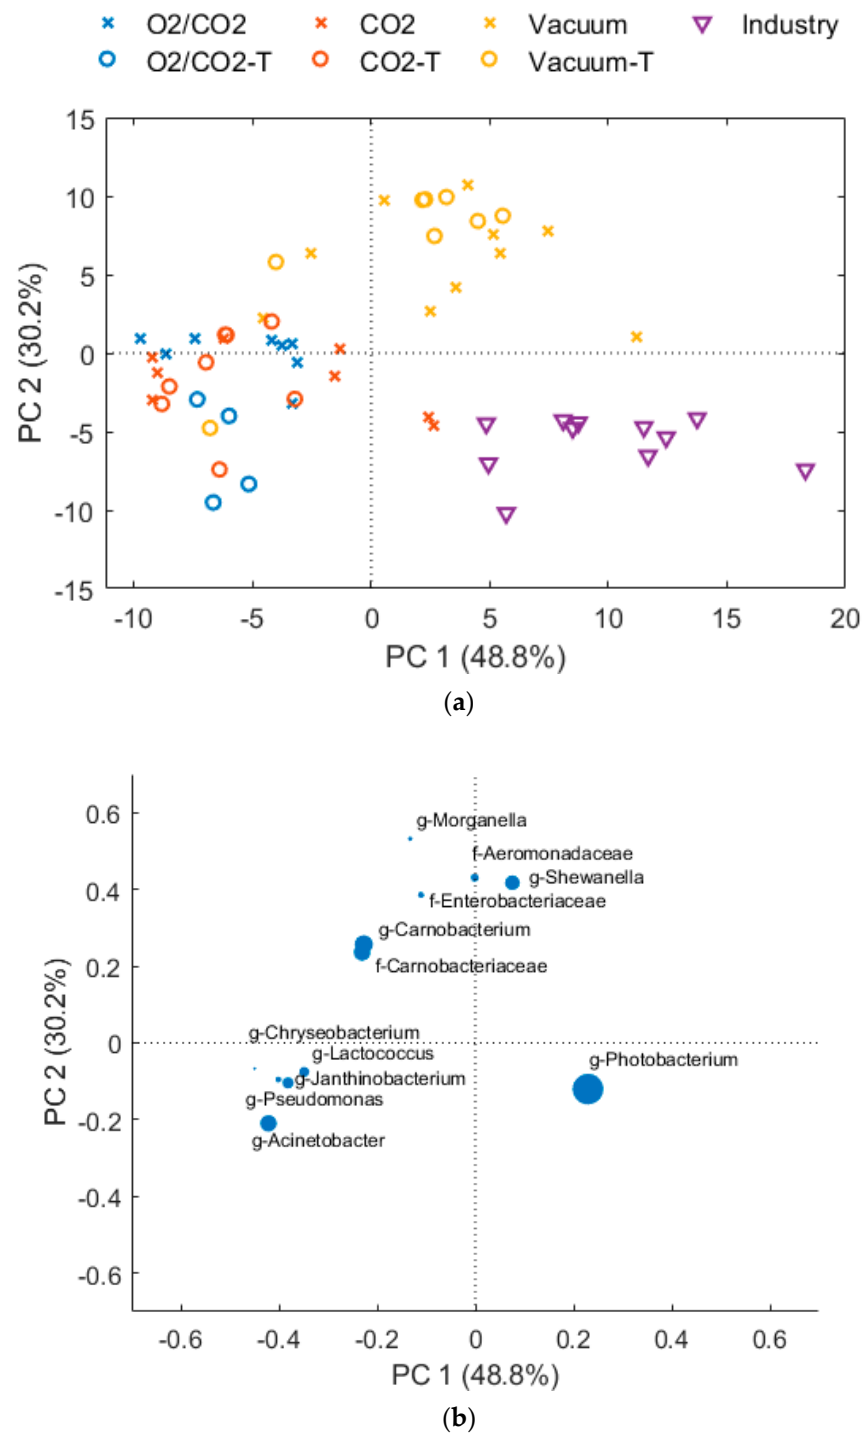 O2/CO2 CO2 Vacuum Industry
O2/CO2-T CO2-T Vacuum-T
15
10
5
0
-5
-10
-15
PC 2 (30.2%)
-10 -5 0 5 10 15 20
PC 1 (48.8%)
(a)
0.6
0.4
0.2
0
-0.2
-0.4
-0.6
PC 2 (30.2%)
g-Morganella
f-Aeromonadaceae
g-Shewanella
f-Enterobacteriaceae
g-Carnobacterium
f-Carnobacteriaceae
g-Chryseobacterium
g-Lactococcus
g-Photobacterium
g-Janthinobacterium
g-Pseudomonas
g-Acinetobacter
-0.6 -0.4 -0.2 0 0.2 0.4 0.6
PC 1 (48.8%)
(b)